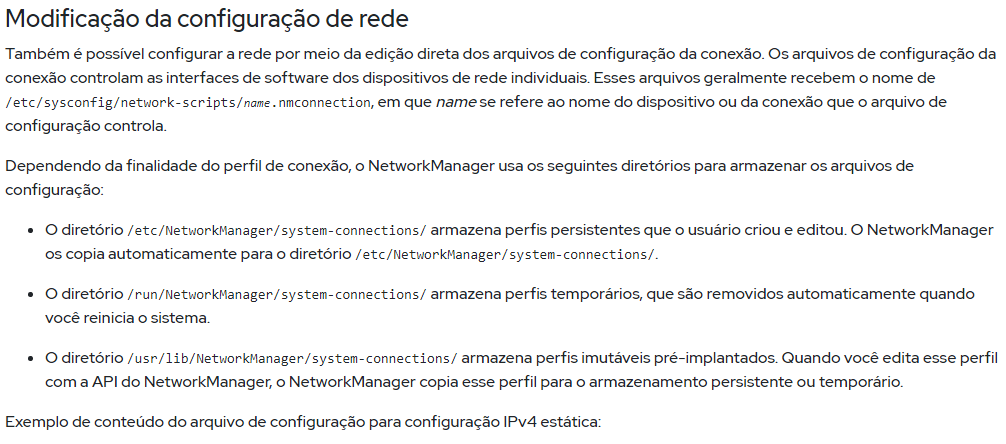 Modificação da configuração de rede
Também é possível configurar a rede por meio da edição direta dos arquivos de configuração da conexão. Os arquivos de configuração da
conexão controlam as interfaces de software dos dispositivos de rede individuais. Esses arquivos geralmente recebem o nome de
/etc/sysconfig/network-scripts/name.nmconnection, em que name se refere ao nome do dispositivo ou da conexão que o arquivo de
configuração controla.
Dependendo da finalidade do perfil de conexão, o NetworkManager usa os seguintes diretórios para armazenar os arquivos de
configuração:
• O diretório /etc/NetworkManager/system-connections/ armazena perfis persistentes que o usuário criou e editou. O NetworkManager
os copia automaticamente para o diretório /etc/NetworkManager/system-connections/.
• O diretório /run/NetworkManager/system-connections/ armazena perfis temporários, que são removidos automaticamente quando
você reinicia o sistema.
• O diretório /usr/lib/NetworkManager/system-connections/ armazena perfis imutáveis pré-implantados. Quando você edita esse perfil
com a API do NetworkManager, o NetworkManager copia esse perfil para o armazenamento persistente ou temporário.
Exemplo de conteúdo do arquivo de configuração para configuração IPv4 estática: